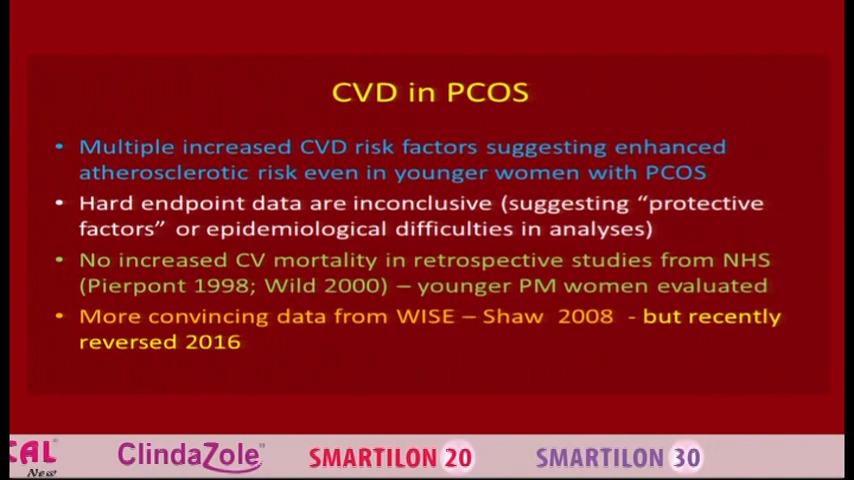 CVD in PCOS
• Multiple increased CVD risk factors suggesting enhanced
atherosclerotic risk even in younger women with PCOS
• Hard endpoint data are inconclusive (suggesting “protective
factors” or epidemiological difficulties in analyses)
• No increased CV mortality in retrospective studies from NHS
(Pierpont 1998; Wild 2000) – younger PM women evaluated
• More convincing data from WISE – Shaw 2008 - but recently
reversed 2016
CAL New ClindaZole SMARTILON 20 SMARTILON 30